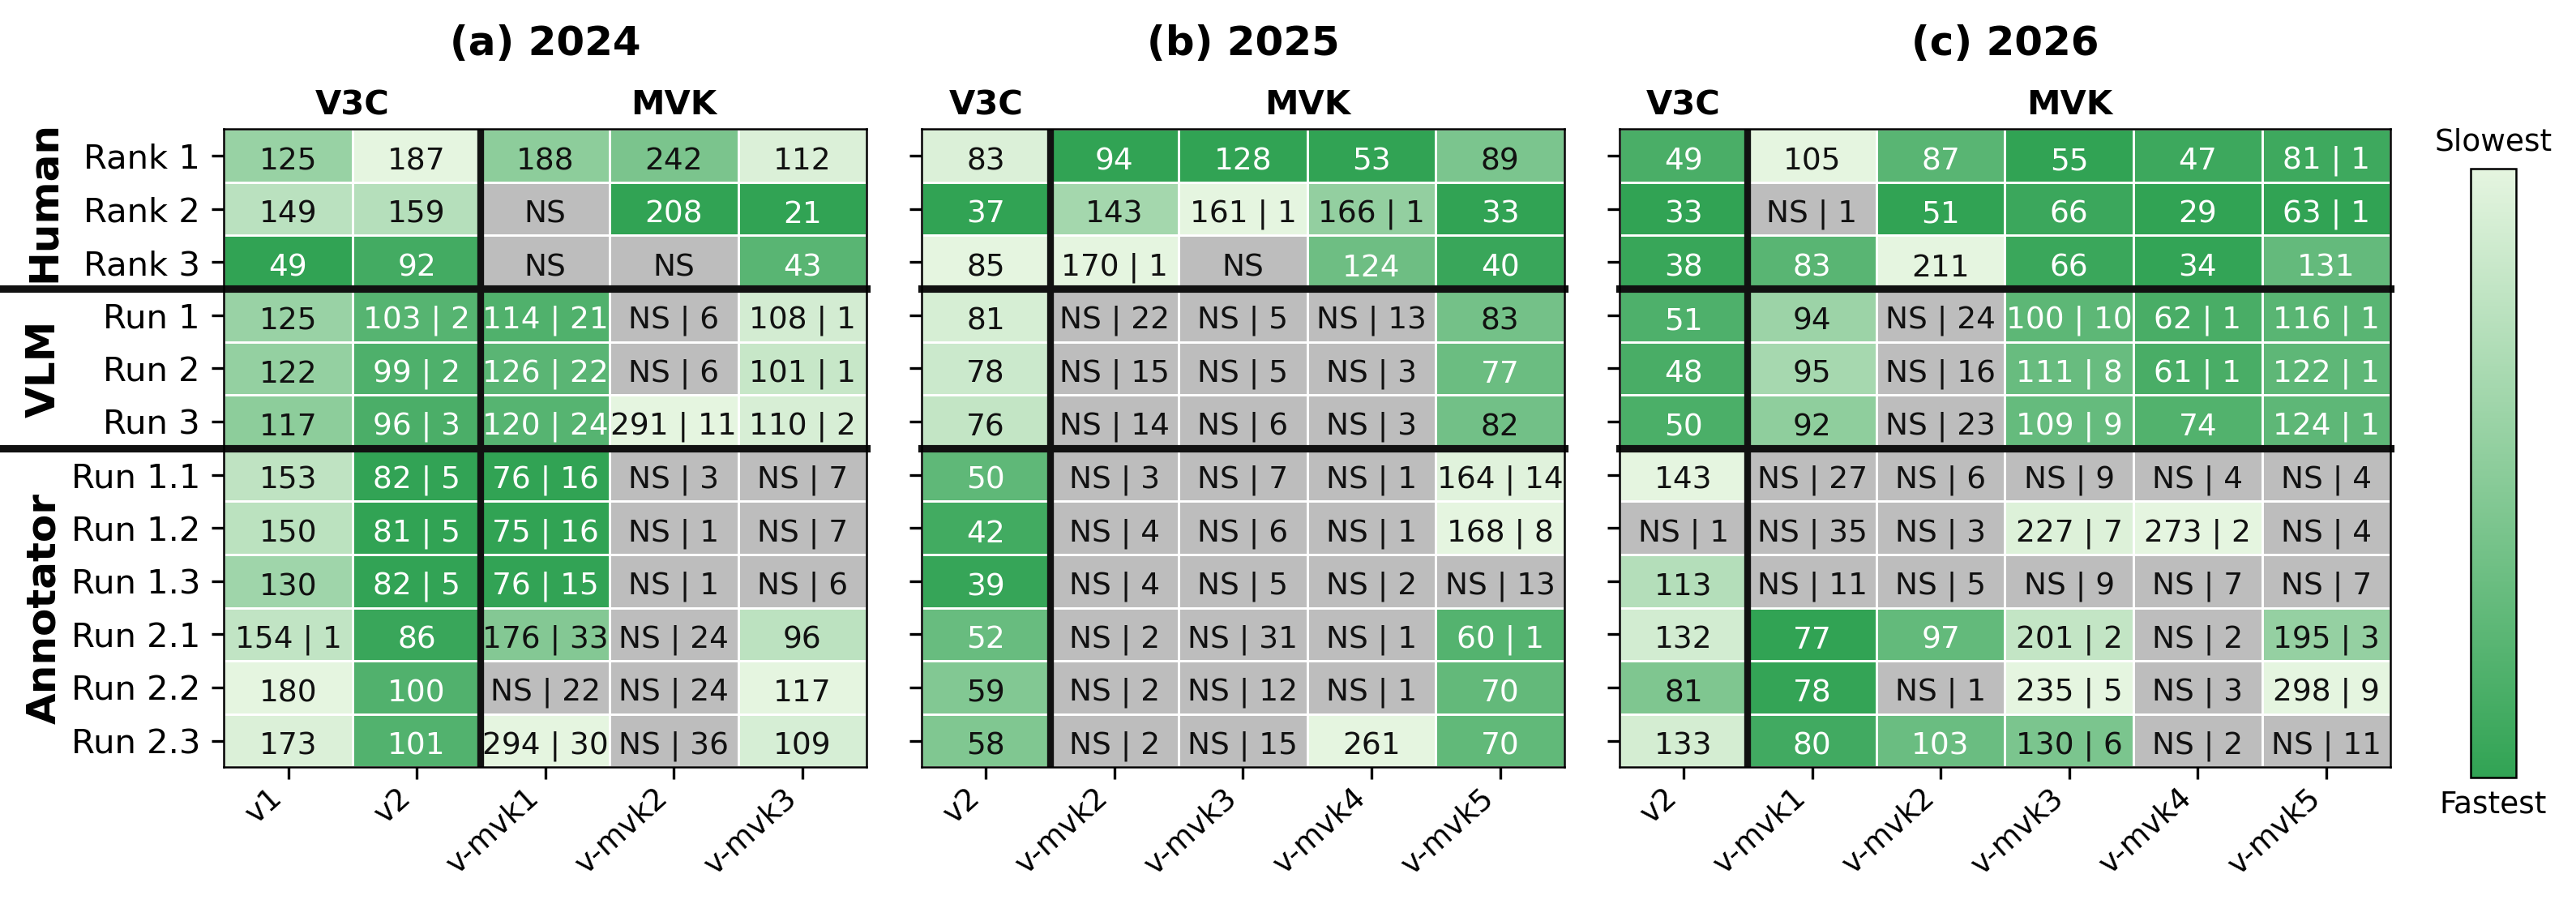 (a) 2024 (b) 2025 (c) 2026
V3C MVK V3C MVK V3C MVK
Human
Rank 1 125 187 188 242 112 83 94 128 53 89 49 105 87 55 47 81 | 1
Rank 2 149 159 NS 208 21 37 143 161 | 1 166 | 1 33 33 NS | 1 51 66 29 63 | 1
Rank 3 49 92 NS NS 43 85 170 | 1 NS 124 40 38 83 211 66 34 131
VLM
Run 1 125 103 | 2 114 | 21 NS | 6 108 | 1 81 NS | 22 NS | 5 NS | 13 83 51 94 NS | 24 100 | 10 62 | 1 116 | 1
Run 2 122 99 | 2 126 | 22 NS | 6 101 | 1 78 NS | 15 NS | 5 NS | 3 77 48 95 NS | 16 111 | 8 61 | 1 122 | 1
Run 3 117 96 | 3 120 | 24 291 | 11 110 | 2 76 NS | 14 NS | 6 NS | 3 82 50 92 NS | 23 109 | 9 74 124 | 1
Annotator
Run 1.1 153 82 | 5 76 | 16 NS | 3 NS | 7 50 NS | 3 NS | 7 NS | 1 164 | 14 143 NS | 27 NS | 6 NS | 9 NS | 4 NS | 4
Run 1.2 150 81 | 5 75 | 16 NS | 1 NS | 7 42 NS | 4 NS | 6 NS | 1 168 | 8 NS | 1 NS | 35 NS | 3 227 | 7 273 | 2 NS | 4
Run 1.3 130 82 | 5 76 | 15 NS | 1 NS | 6 39 NS | 4 NS | 5 NS | 2 NS | 13 113 NS | 11 NS | 5 NS | 9 NS | 7 NS | 7
Run 2.1 154 | 1 86 176 | 33 NS | 24 96 52 NS | 2 NS | 31 NS | 1 60 | 1 132 77 97 201 | 2 NS | 2 195 | 3
Run 2.2 180 100 NS | 22 NS | 24 117 59 NS | 2 NS | 12 NS | 1 70 81 78 NS | 1 235 | 5 NS | 3 298 | 9
Run 2.3 173 101 294 | 30 NS | 36 109 58 NS | 2 NS | 15 261 70 133 80 103 130 | 6 NS | 2 NS | 11
v1 v2 v-mvk1 v-mvk2 v-mvk3 v2 v-mvk2 v-mvk3 v-mvk4 v-mvk5 v2 v-mvk1 v-mvk2 v-mvk3 v-mvk4 v-mvk5
Slowest
Fastest